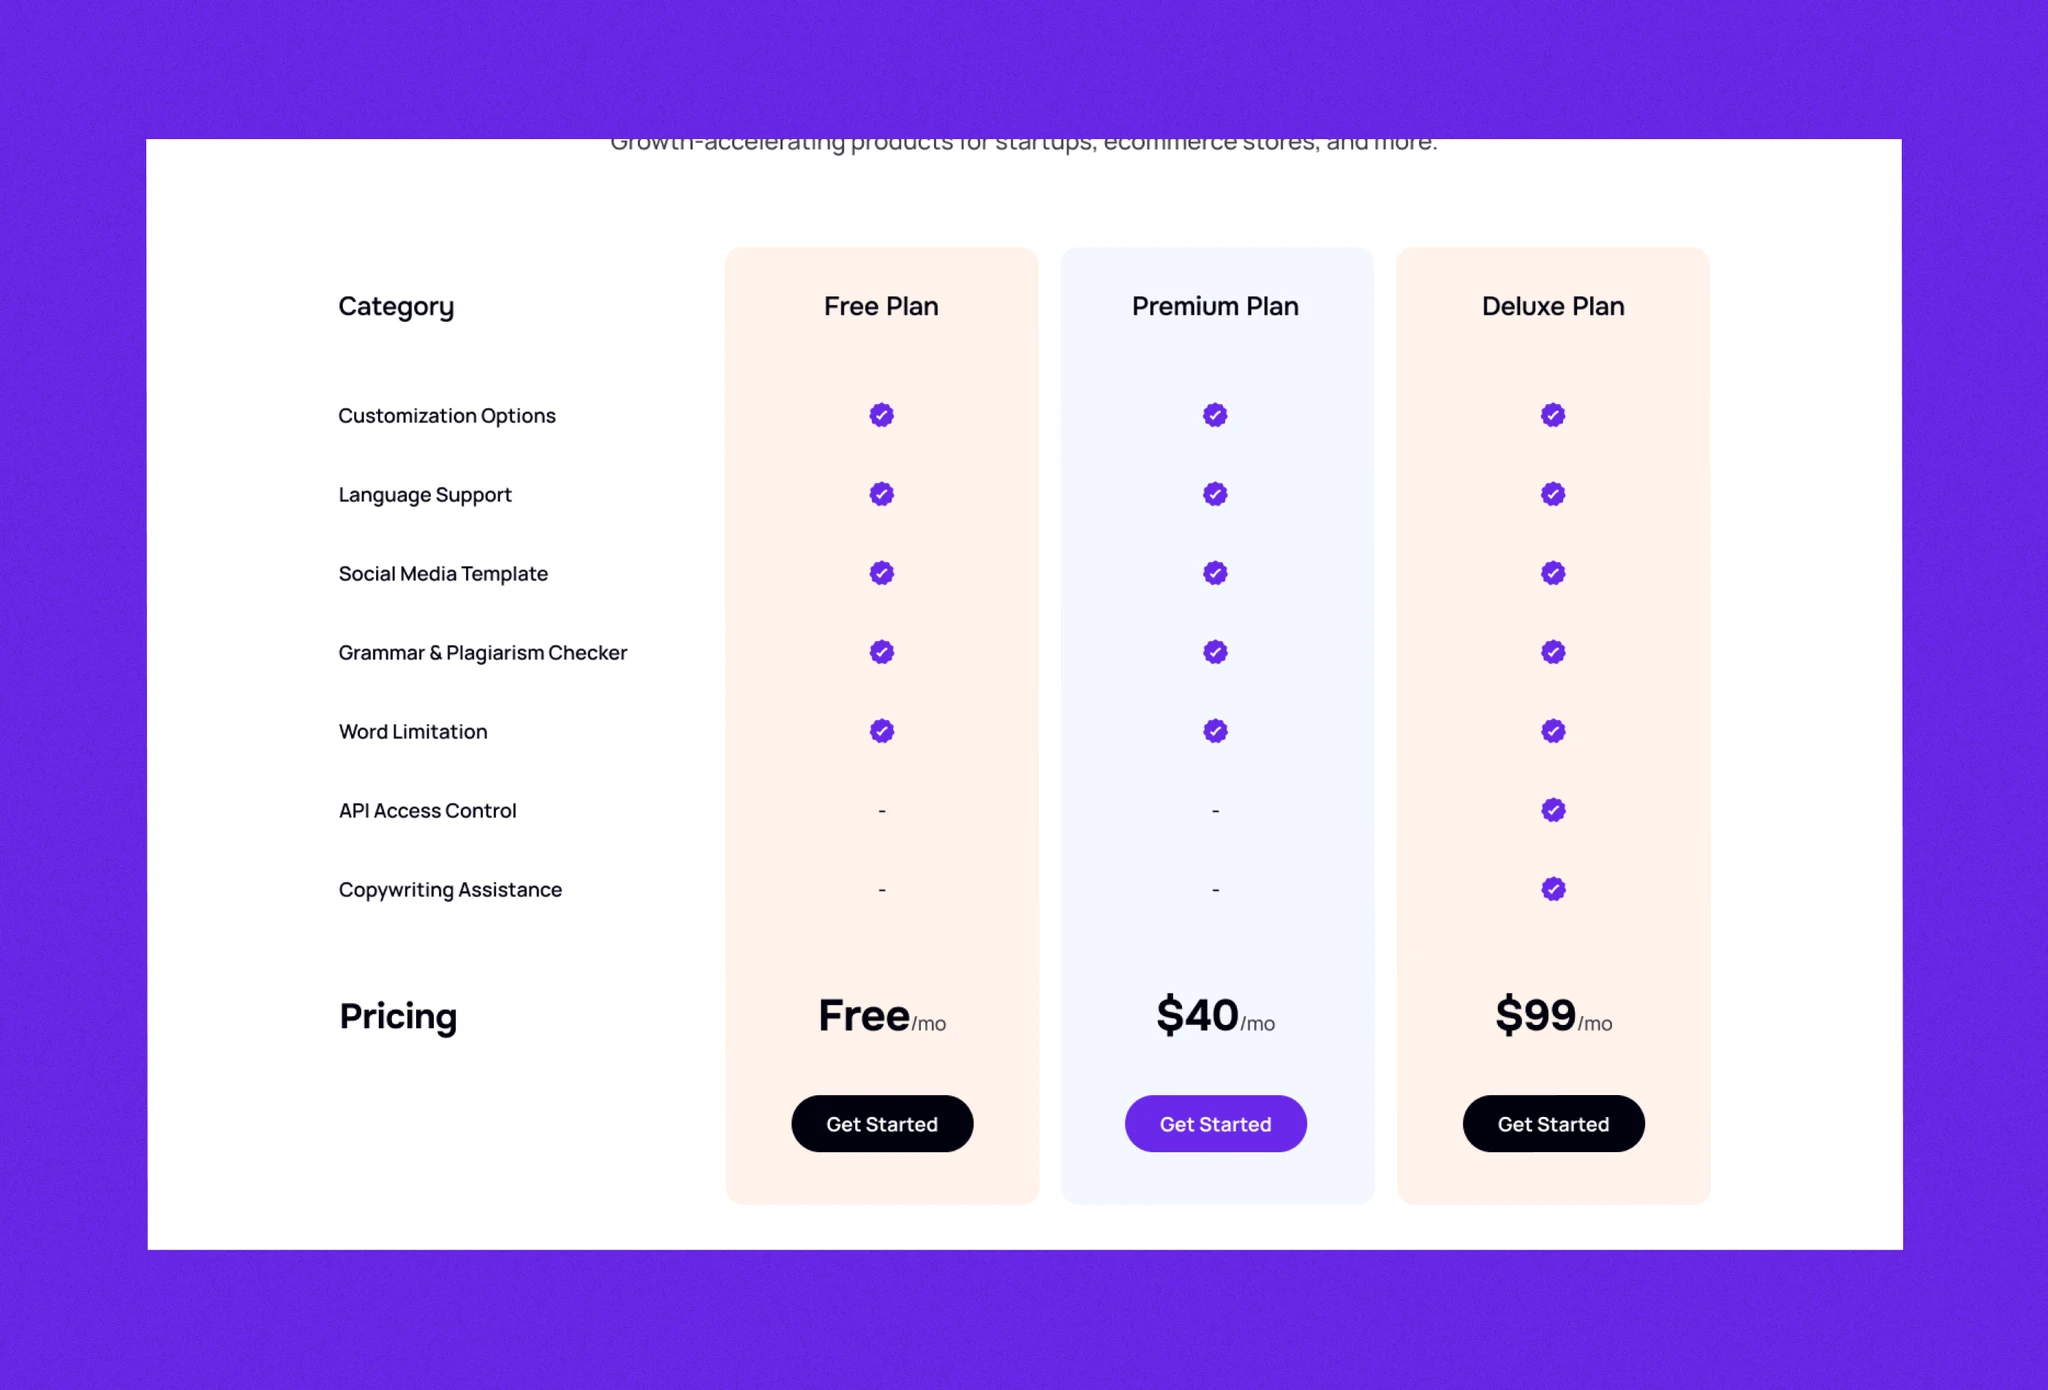 Growth-accelerating products for startups, ecommerce stores, and more.
Category Free Plan Premium Plan Deluxe Plan
Customization Options
Language Support
Social Media Template
Grammar & Plagiarism Checker
Word Limitation
API Access Control - -
Copywriting Assistance - -
Pricing Free/mo $40/mo $99/mo
Get Started Get Started Get Started